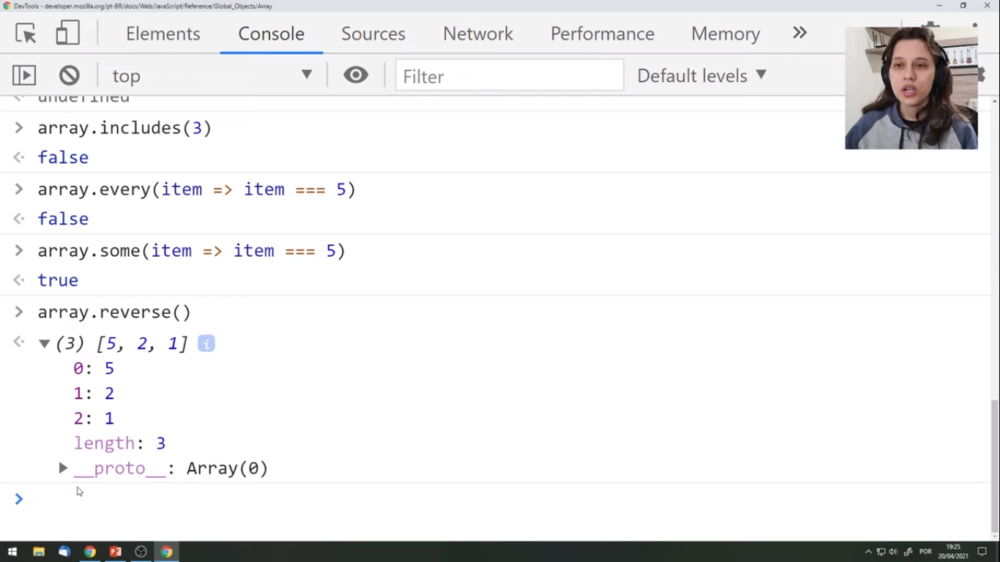 DevTools - developer.mozilla.org/pt-BR/docs/Web/JavaScript/Reference/Global_Objects/Array
Elements Console Sources Network Performance Memory »
top ▼ Filter Default levels ▼
undefined
> array.includes(3)
false
> array.every(item => item === 5)
false
> array.some(item => item === 5)
true
> array.reverse()
▼ (3) [5, 2, 1] i
0: 5
1: 2
2: 1
length: 3
▶ __proto__: Array(0)
>
POR 19:25
20/04/2021